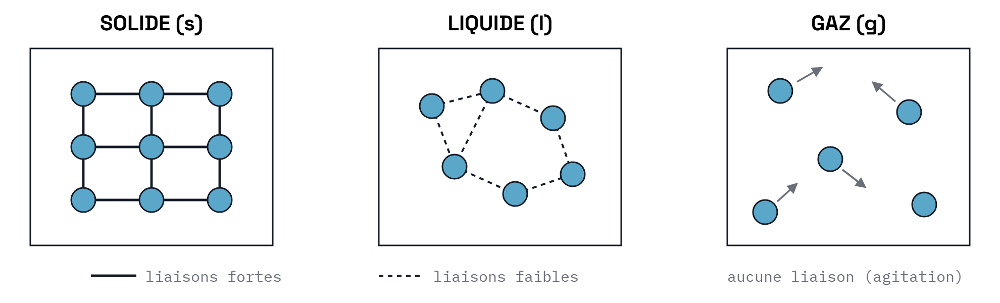 SOLIDE (s)
LIQUIDE (l)
GAZ (g)
liaisons fortes
liaisons faibles
aucune liaison (agitation)